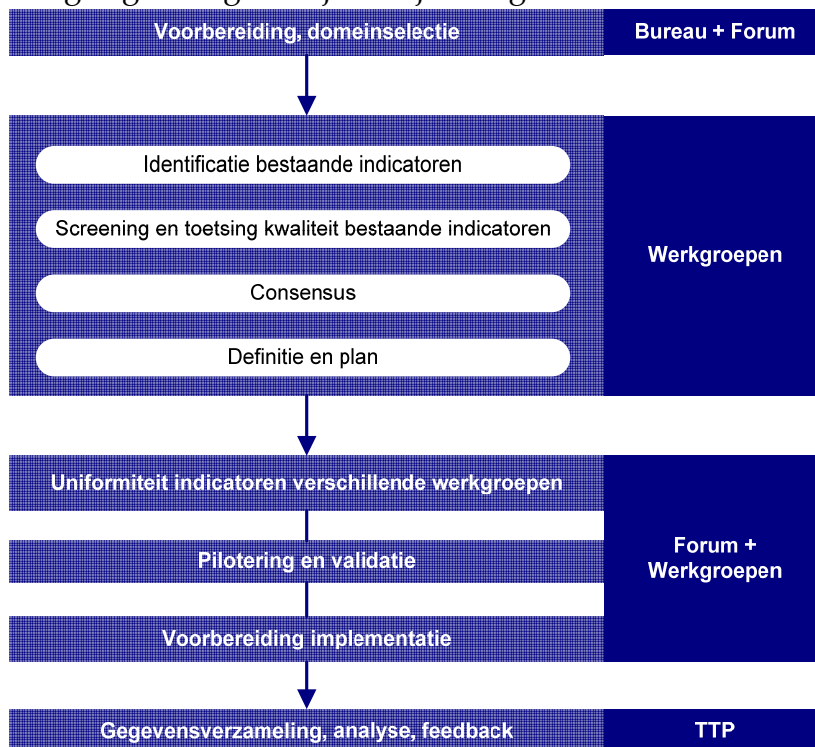 Voorbereiding, domeinselectie
Bureau + Forum
Identificatie bestaande indicatoren
Screening en toetsing kwaliteit bestaande indicatoren
Consensus
Definitie en plan
Werkgroepen
Uniformiteit indicatoren verschillende werkgroepen
Pilotering en validatie
Voorbereiding implementatie
Forum +
Werkgroepen
Gegevensverzameling, analyse, feedback
TTP